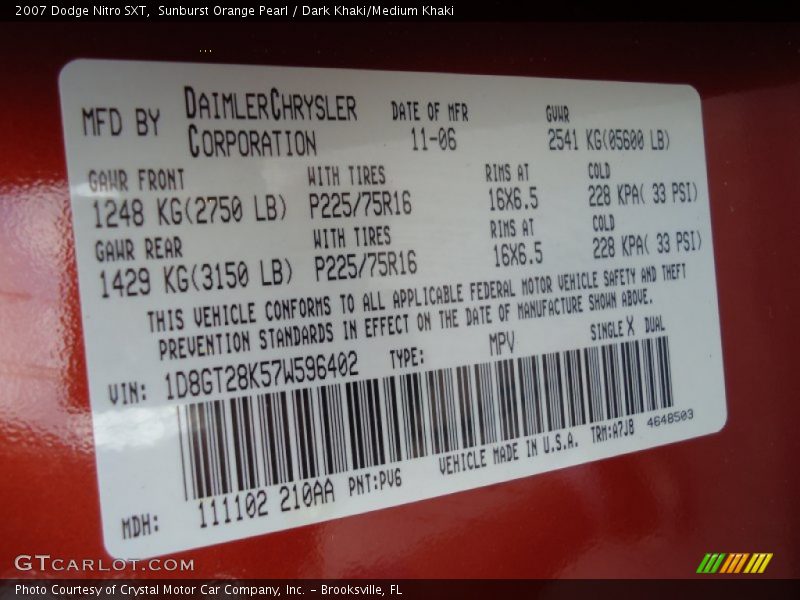 2007 Dodge Nitro SXT,  Sunburst Orange Pearl / Dark Khaki/Medium Khaki
MFD BY DAIMLERCHRYSLER CORPORATION
DATE OF MFR 11-06
GVWR 2541 KG(05600 LB)
GAWR FRONT WITH TIRES RIMS AT COLD
1248 KG(2750 LB) P225/75R16 16X6.5 228 KPA( 33 PSI)
GAWR REAR WITH TIRES RIMS AT COLD
1429 KG(3150 LB) P225/75R16 16X6.5 228 KPA( 33 PSI)
THIS VEHICLE CONFORMS TO ALL APPLICABLE FEDERAL MOTOR VEHICLE SAFETY AND THEFT
PREVENTION STANDARDS IN EFFECT ON THE DATE OF MANUFACTURE SHOWN ABOVE.
VIN: 1D8GT28K57W596402 TYPE: MPV SINGLE X DUAL
MDH: 111102 210AA PNT:PV6 VEHICLE MADE IN U.S.A. TRM:A7J8 4648503
GTCARLOT.COM
Photo Courtesy of Crystal Motor Car Company, Inc. – Brooksville, FL